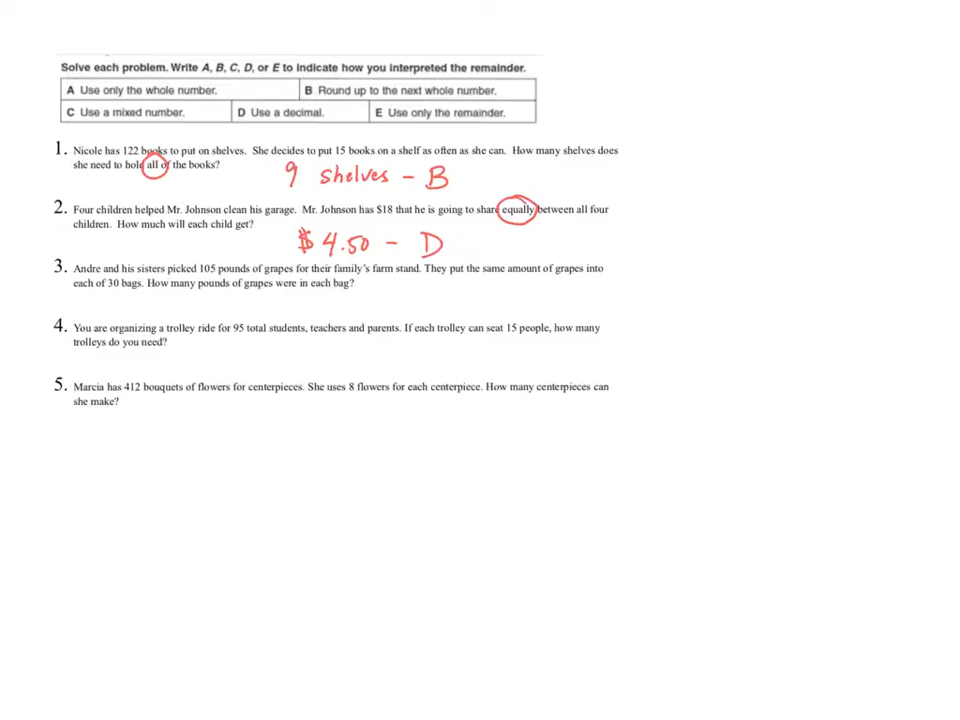 Solve each problem. Write A, B, C, D, or E to indicate how you interpreted the remainder.
A Use only the whole number. B Round up to the next whole number.
C Use a mixed number. D Use a decimal. E Use only the remainder.
1. Nicole has 122 books to put on shelves. She decides to put 15 books on a shelf as often as she can. How many shelves does
she need to hold all of the books?
9 shelves - B
2. Four children helped Mr. Johnson clean his garage. Mr. Johnson has $18 that he is going to share equally between all four
children. How much will each child get?
$4.50 - D
3. Andre and his sisters picked 105 pounds of grapes for their family's farm stand. They put the same amount of grapes into
each of 30 bags. How many pounds of grapes were in each bag?
4. You are organizing a trolley ride for 95 total students, teachers and parents. If each trolley can seat 15 people, how many
trolleys do you need?
5. Marcia has 412 bouquets of flowers for centerpieces. She uses 8 flowers for each centerpiece. How many centerpieces can
she make?